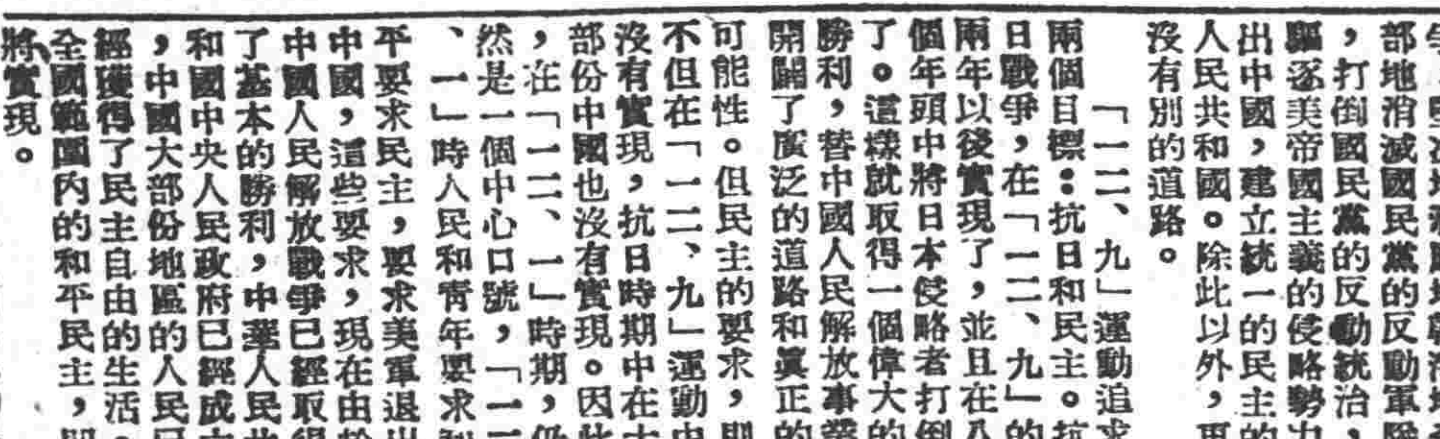 部地消滅國民黨的反動軍隊
，打倒國民黨的反動統治，
驅逐美帝國主義的侵略勢力
出中國，建立統一的民主的
人民共和國。除此以外，更
沒有別的道路。
「一二、九」運動追求
兩個目標：抗日和民主。抗
日戰爭，在「一二、九」的
兩年以後實現了，並且在八
個年頭中將日本侵略者打倒
了。這樣就取得一個偉大的
勝利，替中國人民解放事業
開闢了廣泛的道路和眞正的
可能性。但民主的要求，則
不但在「一二、九」運動中
沒有實現，抗日時期中在大
部份中國也沒有實現。因此
，在「一二、一」時期，仍
然是一個中心口號，「一二
、一」時人民和青年要求和
平要求民主，要求美軍退出
中國，這些要求，現在由於
中國人民解放戰爭已經取得
了基本的勝利，中華人民共
和國中央人民政府已經成立
，中國大部份地區的人民已
經獲得了民主自由的生活。
全國範圍內的和平民主，即
將實現。